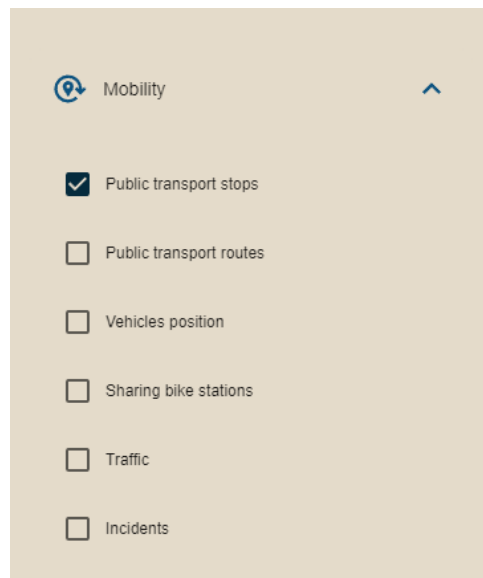 Mobility
Public transport stops
Public transport routes
Vehicles position
Sharing bike stations
Traffic
Incidents